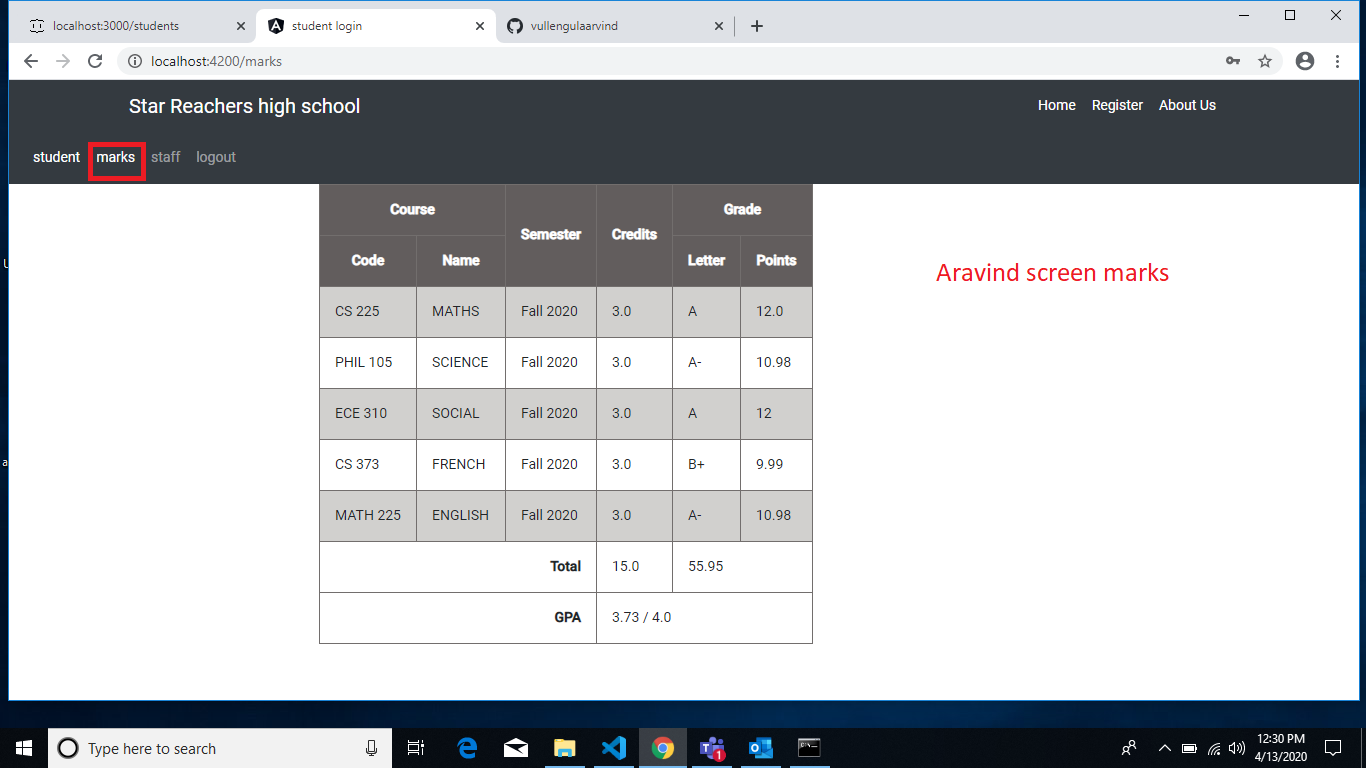 localhost:3000/students
student login
vullengulaarvind
localhost:4200/marks
Star Reachers high school
Home Register About Us
student marks staff logout
Course Semester Credits Grade
Code Name Letter Points
CS 225 MATHS Fall 2020 3.0 A 12.0
PHIL 105 SCIENCE Fall 2020 3.0 A- 10.98
ECE 310 SOCIAL Fall 2020 3.0 A 12
CS 373 FRENCH Fall 2020 3.0 B+ 9.99
MATH 225 ENGLISH Fall 2020 3.0 A- 10.98
Total 15.0 55.95
GPA 3.73 / 4.0
Aravind screen marks
Type here to search
1
12:30 PM
4/13/2020